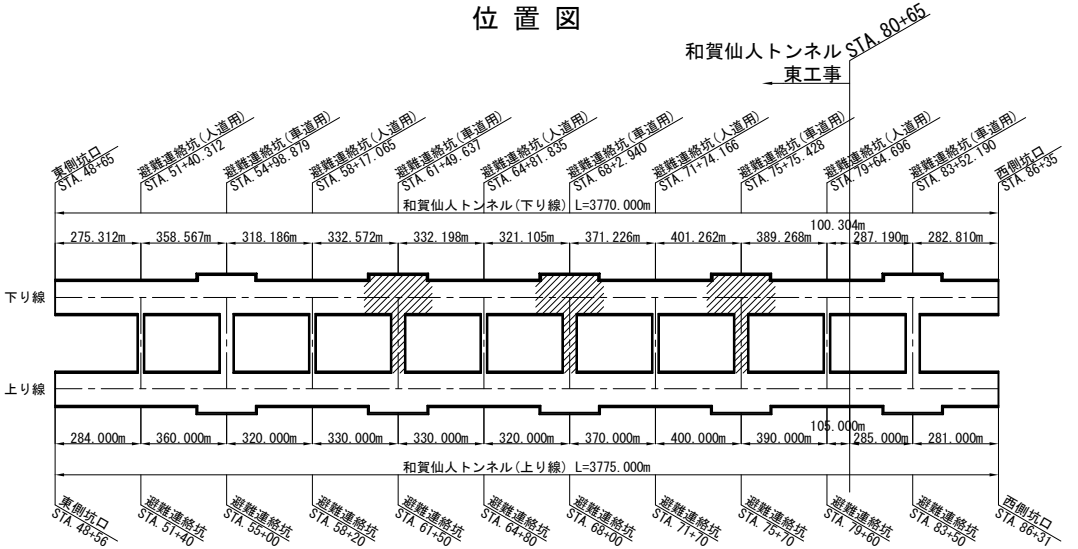 位置図
和賀仙人トンネル
東工事
STA. 80+65
東側坑口
STA. 48+65
避難連絡坑(人道用)
STA. 51+40.312
避難連絡坑(車道用)
STA. 54+98.879
避難連絡坑(人道用)
STA. 58+17.065
避難連絡坑(車道用)
STA. 61+49.637
避難連絡坑(人道用)
STA. 64+81.835
避難連絡坑(車道用)
STA. 68+2.940
避難連絡坑(人道用)
STA. 71+74.166
避難連絡坑(車道用)
STA. 75+75.428
避難連絡坑(人道用)
STA. 79+64.696
避難連絡坑(車道用)
STA. 83+52.190
西側坑口
STA. 86+35
和賀仙人トンネル(下り線) L=3770.000m
275.312m 358.567m 318.186m 332.572m 332.198m 321.105m 371.226m 401.262m 389.268m 100.304m 287.190m 282.810m
下り線
上り線
284.000m 360.000m 320.000m 330.000m 330.000m 320.000m 370.000m 400.000m 390.000m 105.000m 285.000m 281.000m
和賀仙人トンネル(上り線) L=3775.000m
東側坑口
STA. 48+56
避難連絡坑
STA. 51+40
避難連絡坑
STA. 55+00
避難連絡坑
STA. 58+20
避難連絡坑
STA. 61+50
避難連絡坑
STA. 64+80
避難連絡坑
STA. 68+00
避難連絡坑
STA. 71+70
避難連絡坑
STA. 75+70
避難連絡坑
STA. 79+60
避難連絡坑
STA. 83+50
西側坑口
STA. 86+31